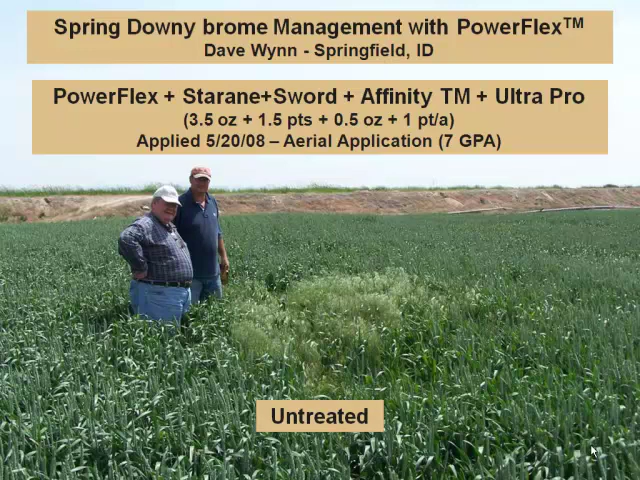 Spring Downy brome Management with PowerFlex™
Dave Wynn - Springfield, ID
PowerFlex + Starane+Sword + Affinity TM + Ultra Pro
(3.5 oz + 1.5 pts + 0.5 oz + 1 pt/a)
Applied 5/20/08 – Aerial Application (7 GPA)
Untreated